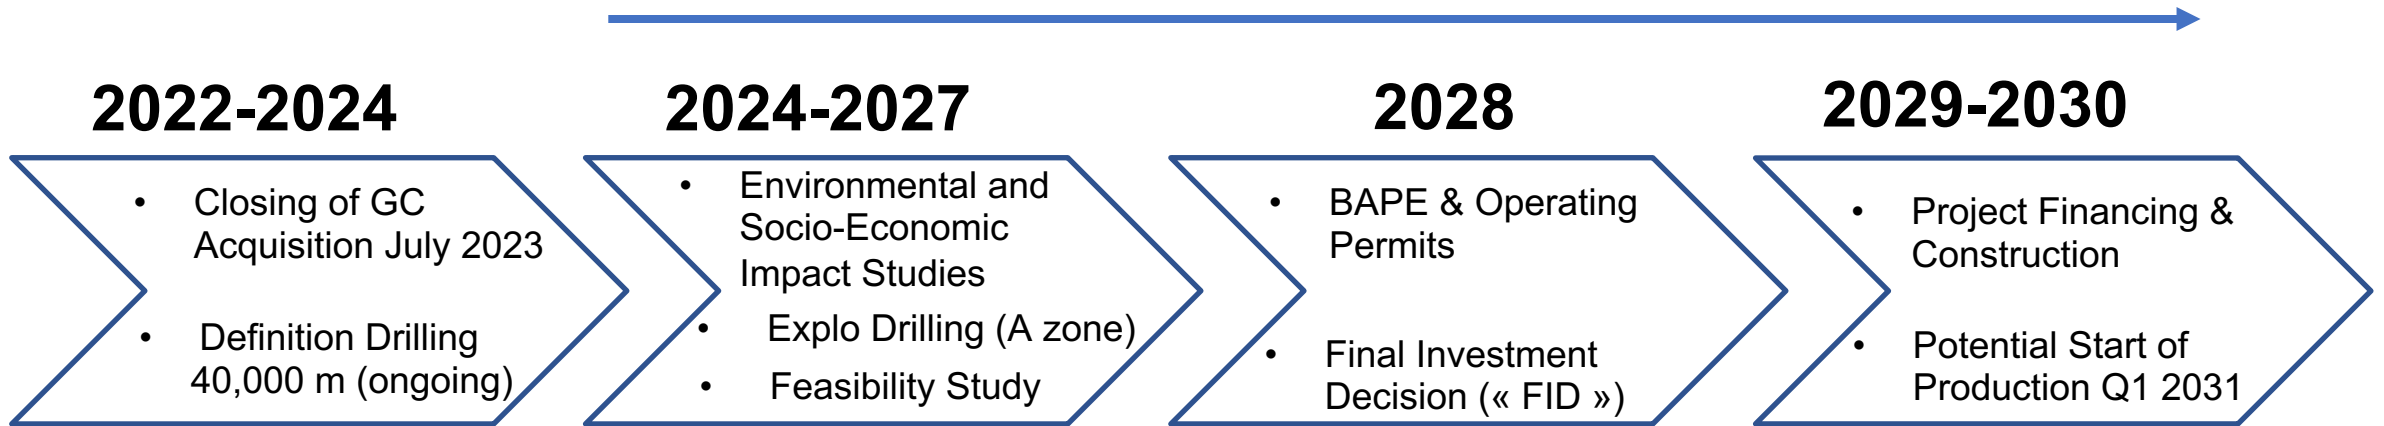 2022-2024
• Closing of GC
Acquisition July 2023
• Definition Drilling
40,000 m (ongoing)
2024-2027
• Environmental and
Socio-Economic
Impact Studies
• Explo Drilling (A zone)
• Feasibility Study
2028
• BAPE & Operating
Permits
• Final Investment
Decision (« FID »)
2029-2030
• Project Financing &
Construction
• Potential Start of
Production Q1 2031